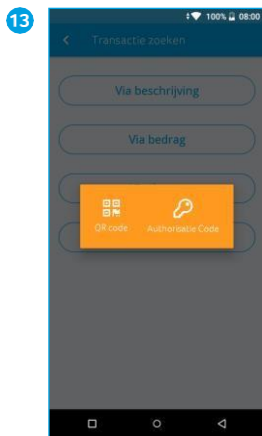 13
100% 08:00
Transactie zoeken
Via beschrijving
Via bedrag
QR code
Authorisatie Code